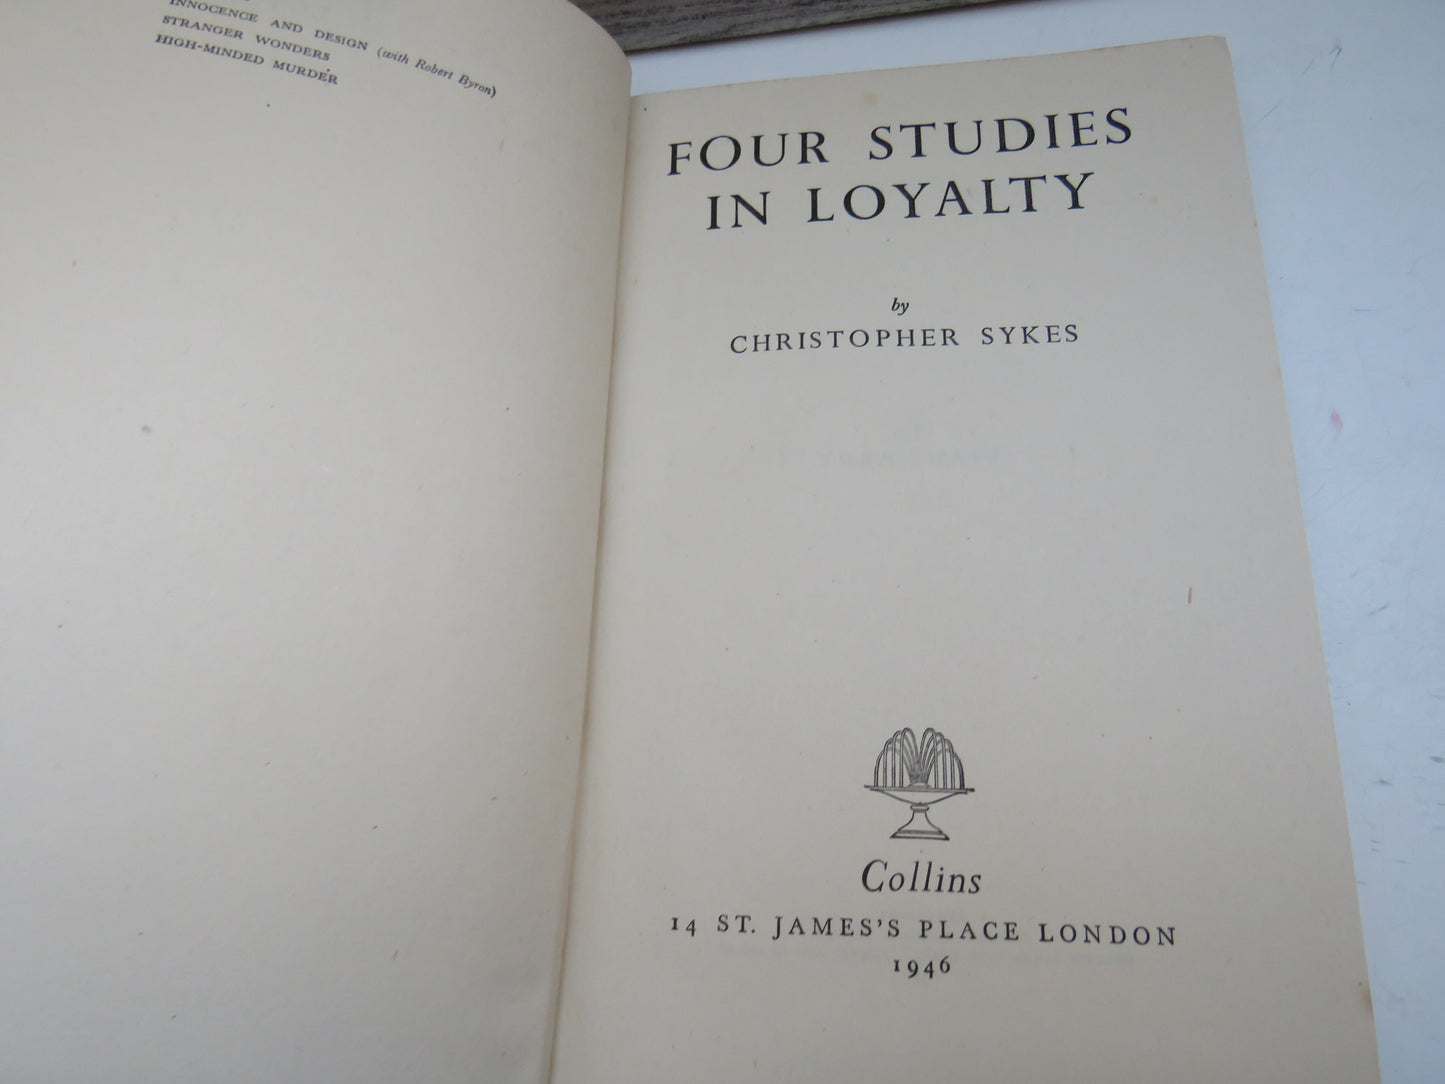 INNOCENCE AND DESIGN (with Robert Byron)
STRANGER WONDERS
HIGH-MINDED MURDER
FOUR STUDIES
IN LOYALTY
by
CHRISTOPHER SYKES
Collins
14 ST. JAMES'S PLACE LONDON
1946